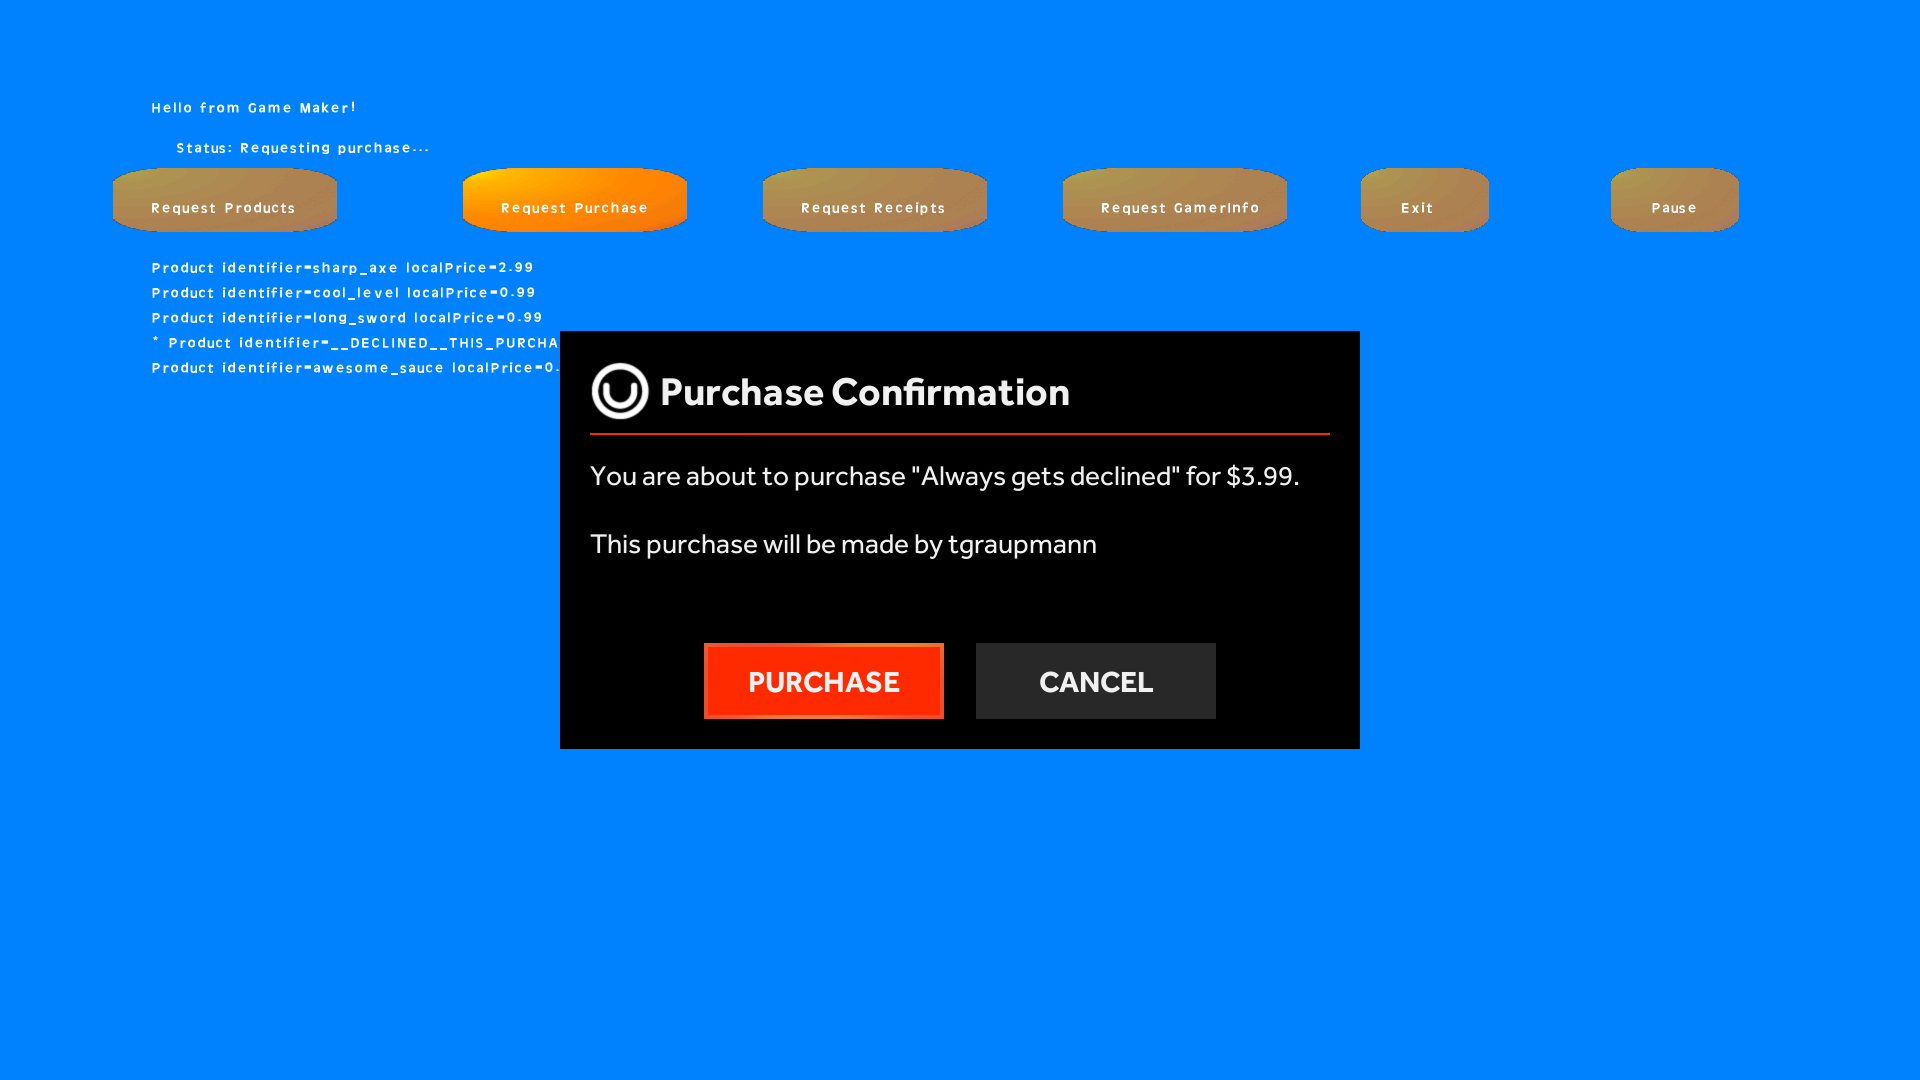 Hello from Game Maker!
Status: Requesting purchase...
Request Products
Request Purchase
Request Receipts
Request GamerInfo
Exit
Pause
Product identifier=sharp_axe localPrice=2.99
Product identifier=cool_level localPrice=0.99
Product identifier=long_sword localPrice=0.99
* Product identifier=__DECLINED__THIS_PURCHA
Product identifier=awesome_sauce localPrice=0.
Purchase Confirmation
You are about to purchase "Always gets declined" for $3.99.
This purchase will be made by tgraupmann
PURCHASE
CANCEL